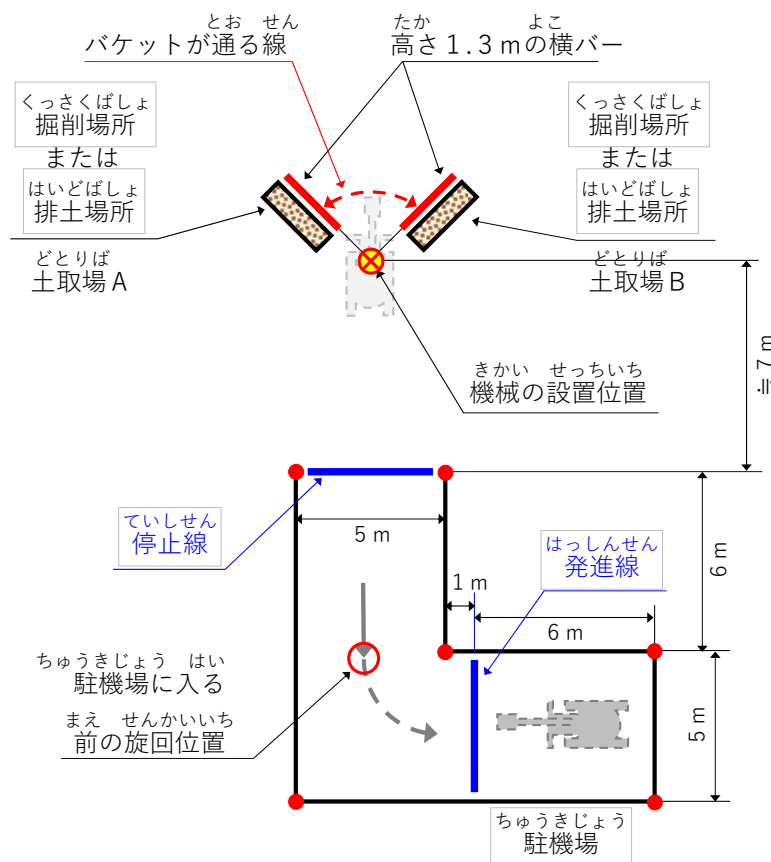 とお　せん
バケットが通る線
たか　よこ
高さ1.3mの横バー
くっさくばしょ
掘削場所
または
はいどばしょ
排土場所
どとりば
土取場A
くっさくばしょ
掘削場所
または
はいどばしょ
排土場所
どとりば
土取場B
≒7m
きかい　せっちいち
機械の設置位置
ていしせん
停止線
5m
はっしんせん
発進線
1m
6m
6m
ちゅうきじょう　はい
駐機場に入る
まえ　せんかいいち
前の旋回位置
5m
ちゅうきじょう
駐機場